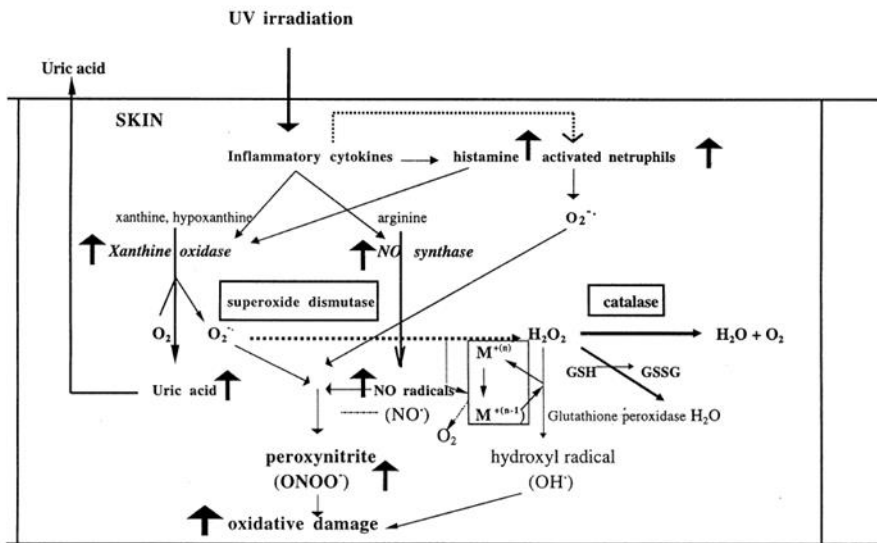 UV irradiation
Uric acid
SKIN
Inflammatory cytokines
histamine
activated netruphils
xanthine, hypoxanthine
arginine
O2−·
Xanthine oxidase
NO synthase
superoxide dismutase
catalase
O2
O2−·
H2O2
H2O + O2
M+(n)
GSH
GSSG
Uric acid
NO radicals
(NO·)
M+(n-1)
Glutathione peroxidase H2O
O2
peroxynitrite
hydroxyl radical
(ONOO-)
(OH·)
oxidative damage